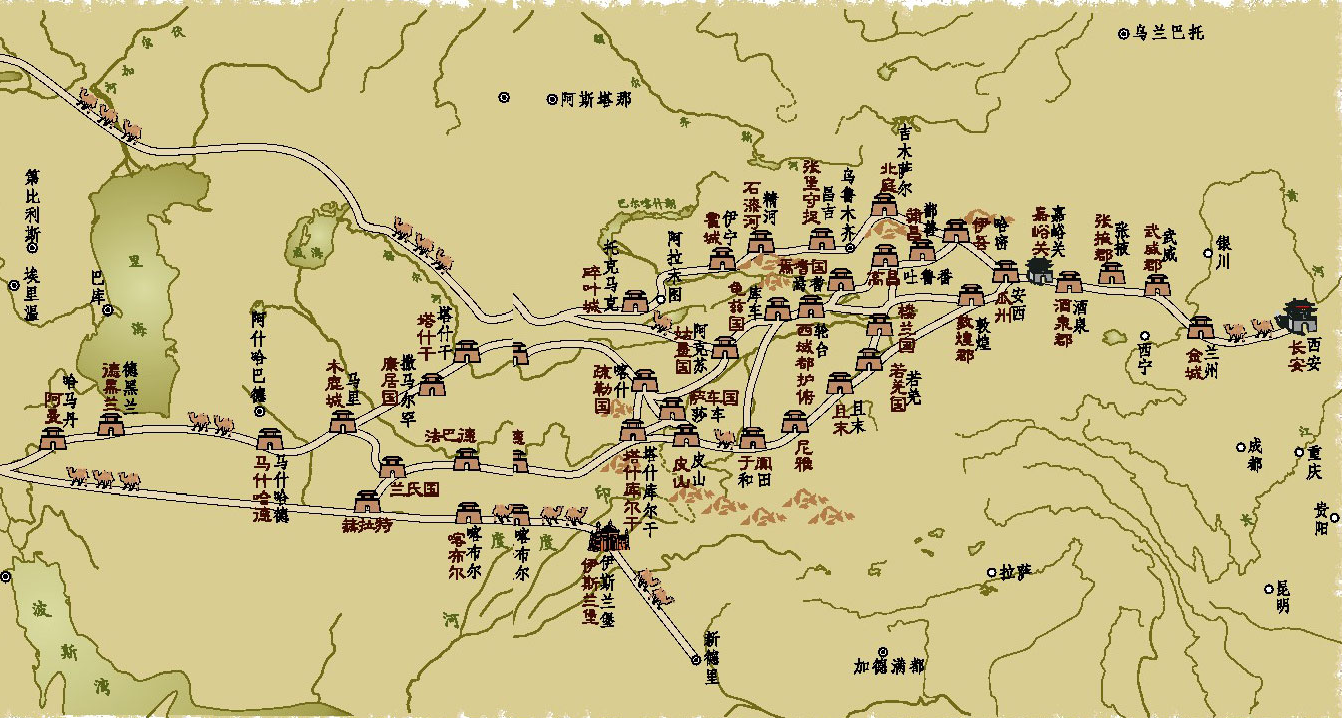 乌兰巴托
阿斯塔那
伏
尔
加
河
额
尔
齐
斯
河
吉木萨尔
北庭
张堡守捉
昌吉
乌鲁木齐
石漆河
精河
霍城
伊宁
巴尔喀什湖
阿拉木图
托克马克
碎叶城
蒲昌
鄯善
伊吾
哈密
嘉峪关
嘉峪关
张掖郡
张掖
武威郡
武威
银川
黄
河
焉耆国
焉耆
高昌
吐鲁番
瓜州
安西
酒泉郡
酒泉
敦煌郡
敦煌
西宁
金城
兰州
长安
西安
第比利斯
埃里温
巴库
里
海
咸海
河
阿什哈巴德
塔什干
塔什干
康居国
撒马尔罕
木鹿城
马里
德黑兰
德黑兰
阿曼
哈马丹
马什哈德
马什哈德
姑墨国
阿克苏
龟兹国
库车
西域都护府
轮台
楼兰国
若羌国
若羌
且末
且末
尼雅
疏勒国
喀什
莎车国
莎车
皮山
皮山
于阗
和田
塔什库尔干
塔什库尔干
法巴德
兰氏国
赫拉特
喀布尔
喀布尔
喀布尔
印
度
度
河
伊斯兰堡
伊斯兰堡
新德里
加德满都
拉萨
成都
重庆
贵阳
昆明
长
江
波
斯
湾